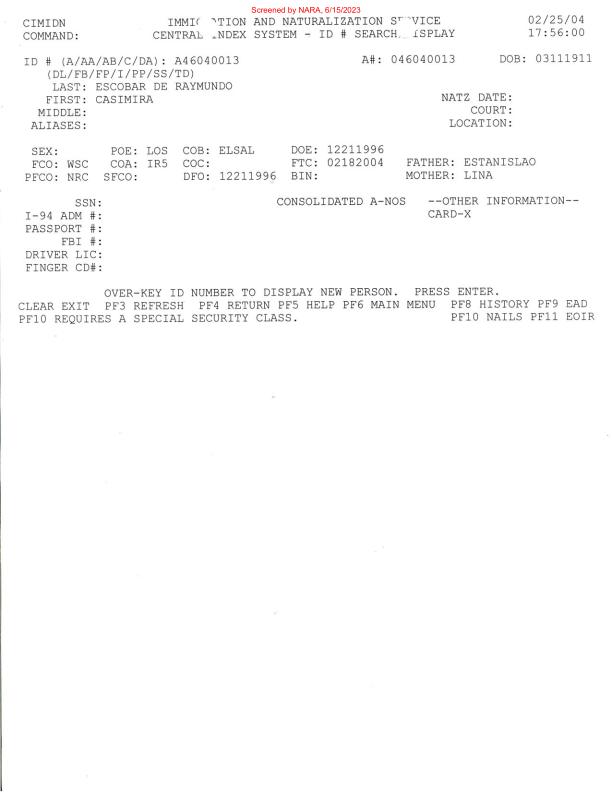 Screened by NARA, 6/15/2023
CIMIDN IMMI TION AND NATURALIZATION S VICE 02/25/04
COMMAND: CENTRAL NDEX SYSTEM - ID # SEARCH ISPLAY 17:56:00
ID # (A/AA/AB/C/DA): A46040013 A#: 046040013 DOB: 03111911
(DL/FB/FP/I/PP/SS/TD)
LAST: ESCOBAR DE RAYMUNDO
FIRST: CASIMIRA NATZ DATE:
MIDDLE: COURT:
ALIASES: LOCATION:
SEX: POE: LOS COB: ELSAL DOE: 12211996
FCO: WSC COA: IR5 COC: FTC: 02182004 FATHER: ESTANISLAO
PFCO: NRC SFCO: DFO: 12211996 BIN: MOTHER: LINA
SSN: CONSOLIDATED A-NOS --OTHER INFORMATION--
I-94 ADM #: CARD-X
PASSPORT #:
FBI #:
DRIVER LIC:
FINGER CD#:
OVER-KEY ID NUMBER TO DISPLAY NEW PERSON. PRESS ENTER.
CLEAR EXIT PF3 REFRESH PF4 RETURN PF5 HELP PF6 MAIN MENU PF8 HISTORY PF9 EAD
PF10 REQUIRES A SPECIAL SECURITY CLASS. PF10 NAILS PF11 EOIR